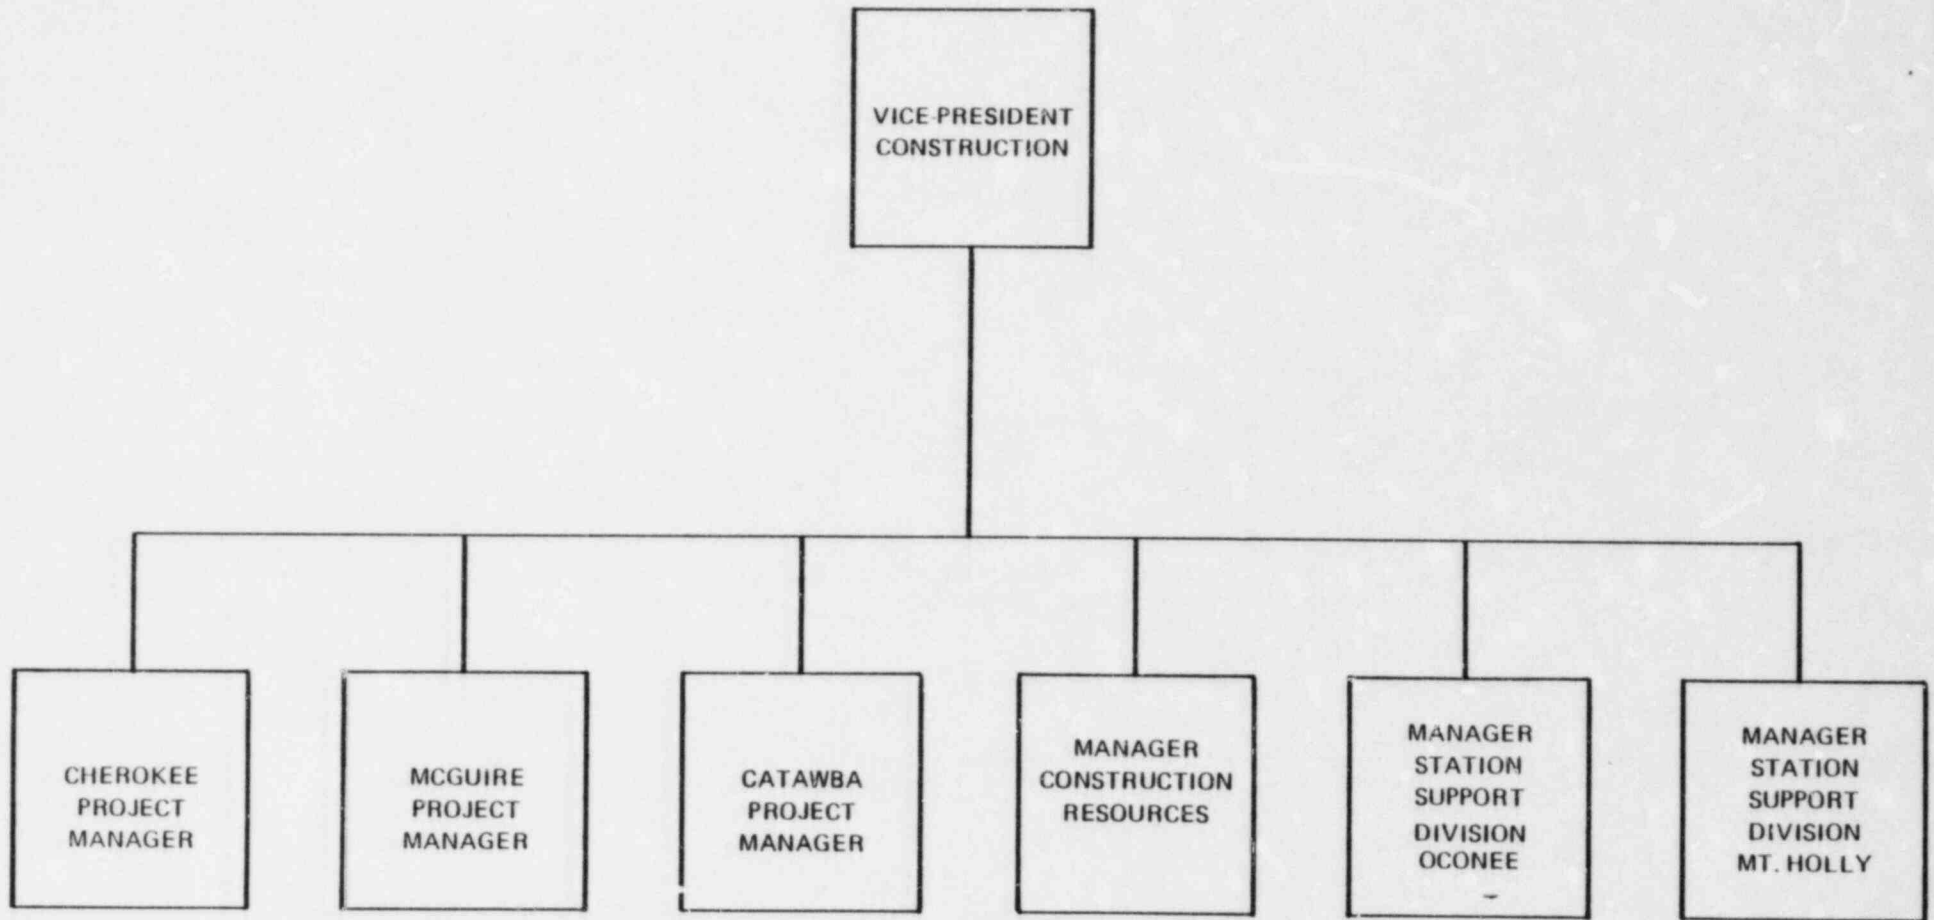 VICE-PRESIDENT
CONSTRUCTION
CHEROKEE
PROJECT
MANAGER
MCGUIRE
PROJECT
MANAGER
CATAWBA
PROJECT
MANAGER
MANAGER
CONSTRUCTION
RESOURCES
MANAGER
STATION
SUPPORT
DIVISION
OCONEE
MANAGER
STATION
SUPPORT
DIVISION
MT. HOLLY